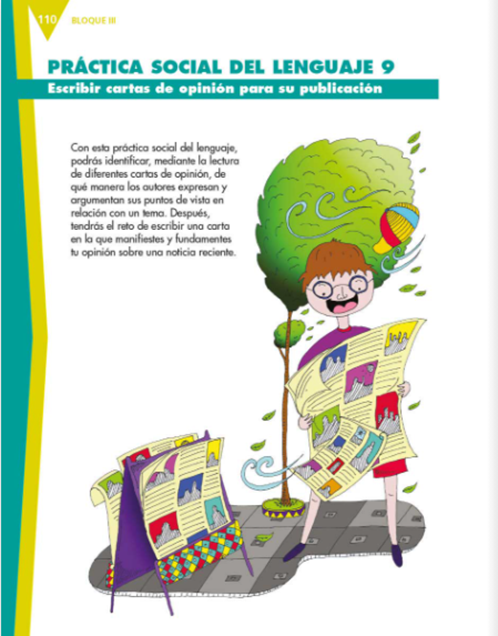 110
BLOQUE III
PRÁCTICA SOCIAL DEL LENGUAJE 9
Escribir cartas de opinión para su publicación
Con esta práctica social del lenguaje,
podrás identificar, mediante la lectura
de diferentes cartas de opinión, de
qué manera los autores expresan y
argumentan sus puntos de vista en
relación con un tema. Después,
tendrás el reto de escribir una carta
en la que manifiestes y fundamentes
tu opinión sobre una noticia reciente.